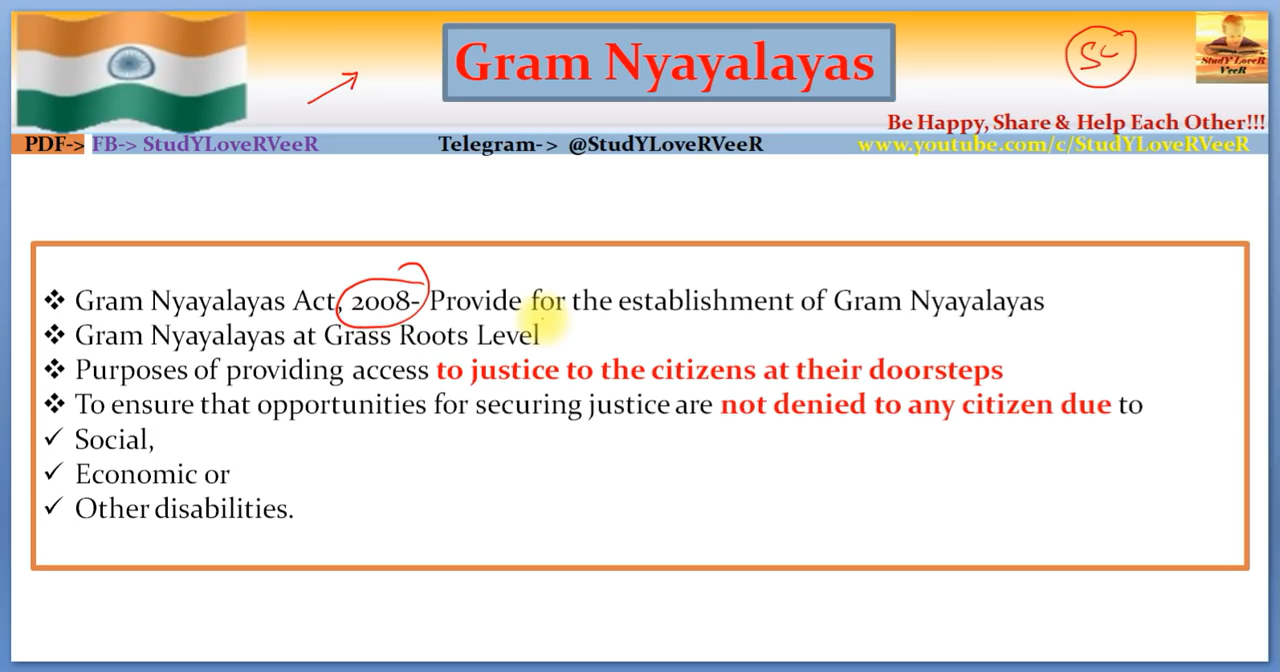 Gram Nyayalayas
SC
StudY LoveR
VeeR
Be Happy, Share & Help Each Other!!!
PDF-> FB-> StudYLoveRVeeR Telegram-> @StudYLoveRVeeR www.youtube.com/c/StudYLoveRVeeR
❖ Gram Nyayalayas Act, 2008- Provide for the establishment of Gram Nyayalayas
❖ Gram Nyayalayas at Grass Roots Level
❖ Purposes of providing access to justice to the citizens at their doorsteps
❖ To ensure that opportunities for securing justice are not denied to any citizen due to
✓ Social,
✓ Economic or
✓ Other disabilities.